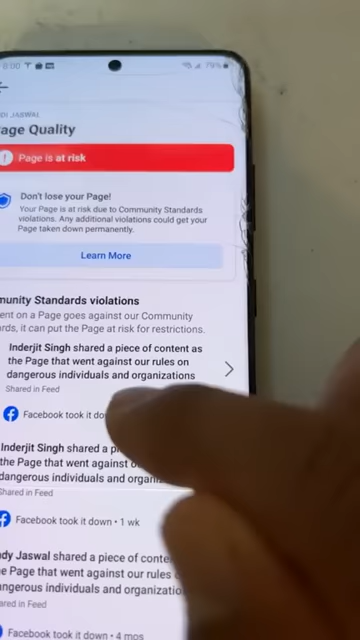 79%
JASWAL
age Quality
Page is at risk
Don't lose your Page!
Your Page is at risk due to Community Standards
violations. Any additional violations could get your
Page taken down permanently.
Learn More
munity Standards violations
ent on a Page goes against our Community
rds, it can put the Page at risk for restrictions.
Inderjit Singh shared a piece of content as
the Page that went against our rules on
dangerous individuals and organizations
Shared in Feed
Facebook took it do
Inderjit Singh shared a p
the Page that went against o
dangerous individuals and organiz
Shared in Feed
Facebook took it down • 1 wk
dy Jaswal shared a piece of conte
e Page that went against our rules
ngerous individuals and organizatio
ared in Feed
Facebook took it down • 4 mos